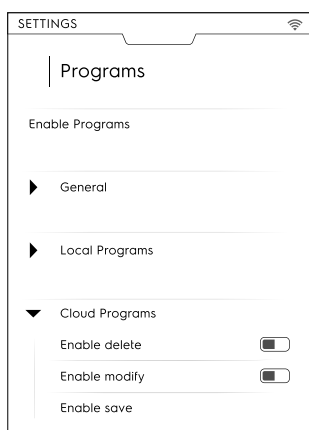 SETTINGS
Programs
Enable Programs
General
Local Programs
Cloud Programs
Enable delete
Enable modify
Enable save